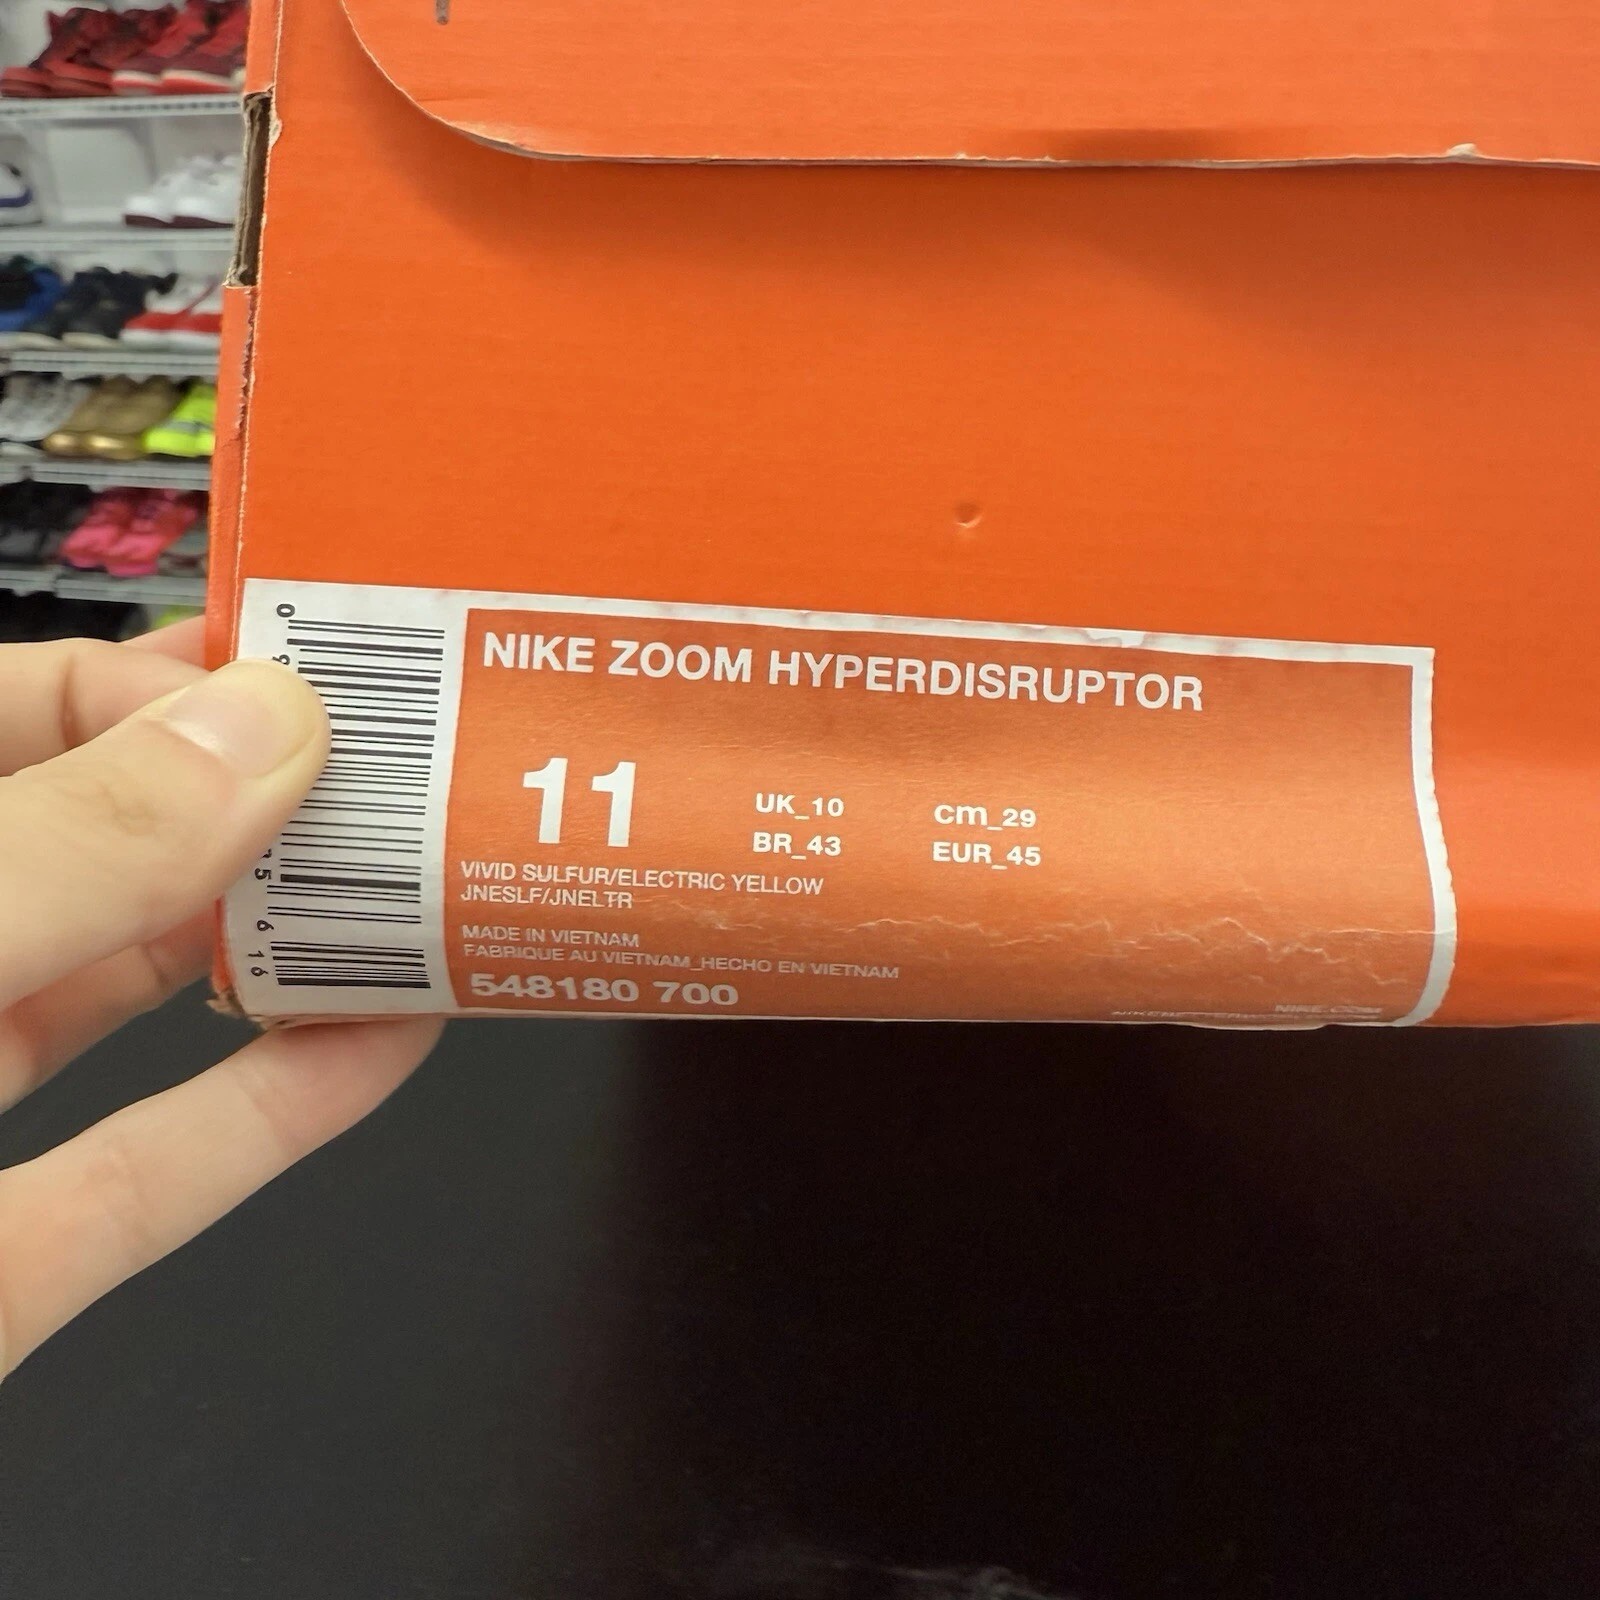 NIKE ZOOM HYPERDISRUPTOR
11
UK_10
cm_29
BR_43
EUR_45
VIVID SULFUR/ELECTRIC YELLOW
JNESLF/JNELTR
MADE IN VIETNAM
FABRIQUE AU VIETNAM_HECHO EN VIETNAM
548180 700
NIKE.COM